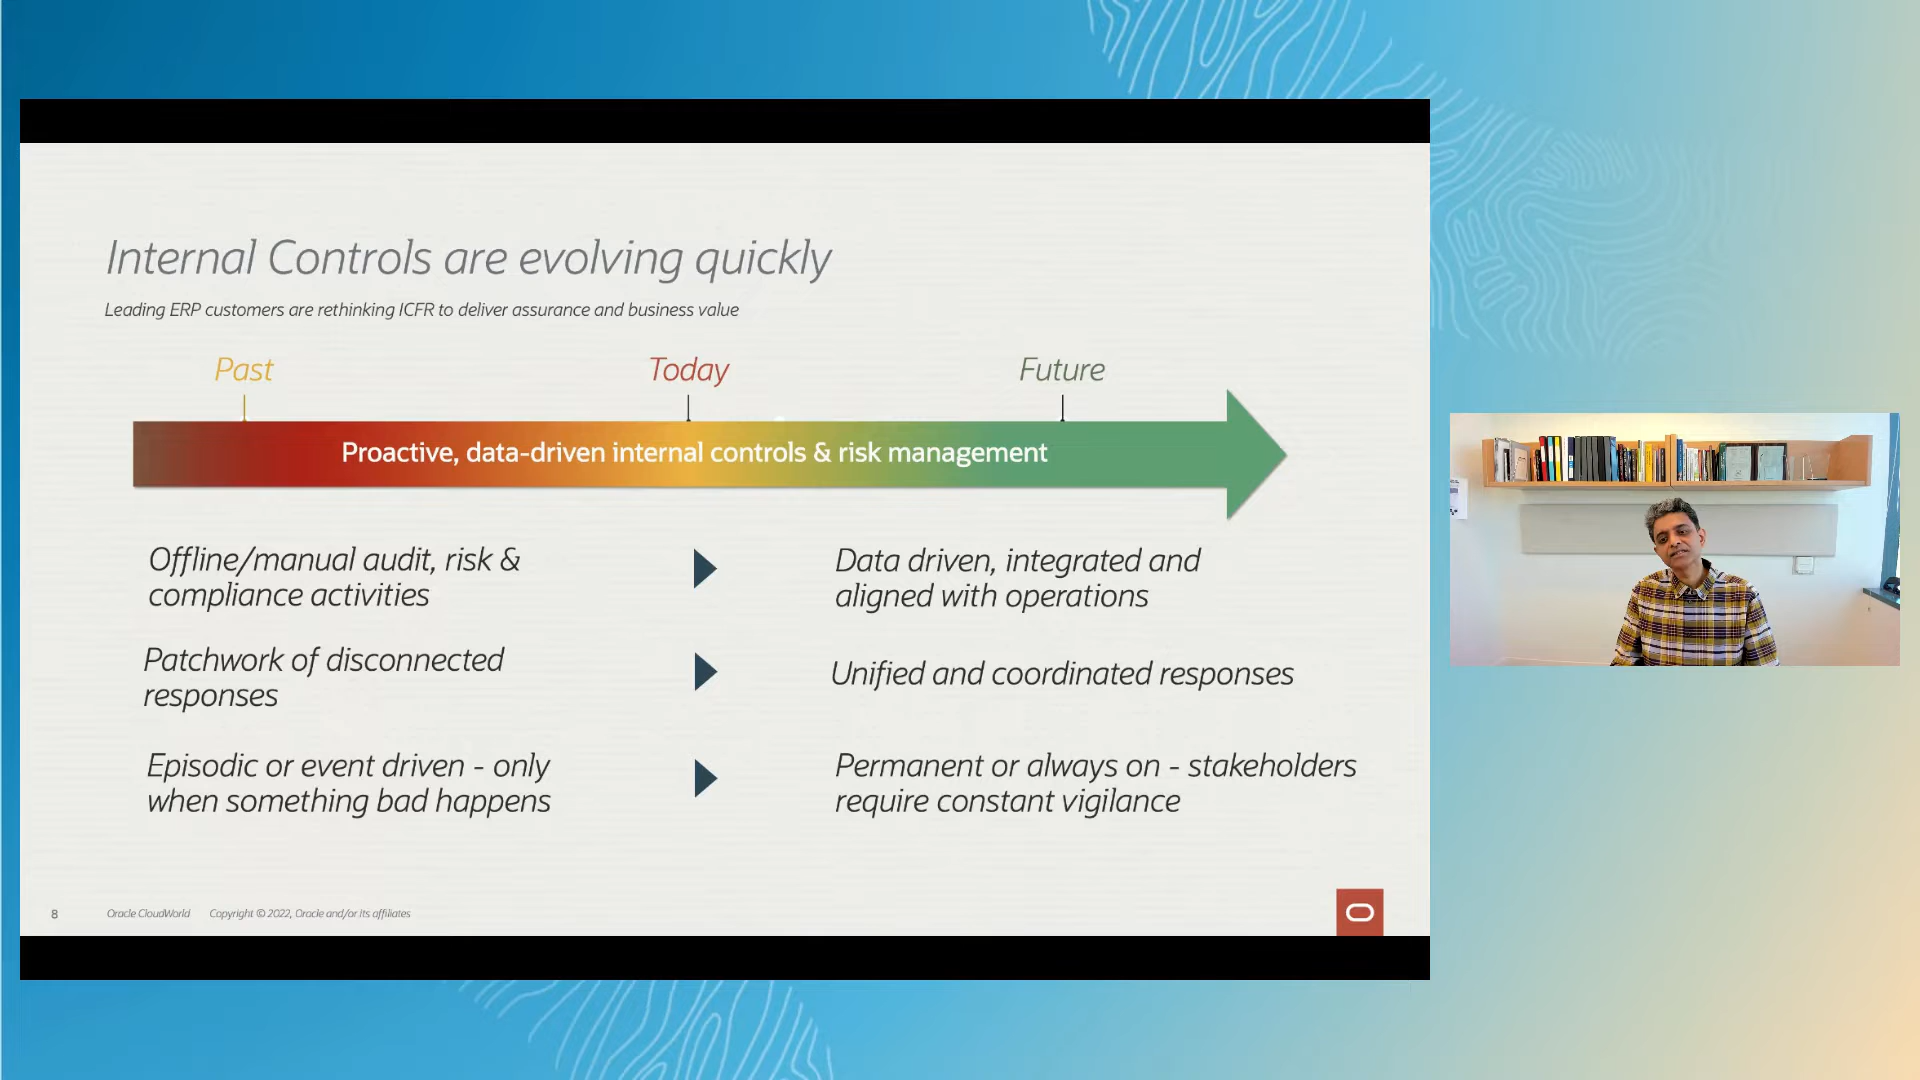 Internal Controls are evolving quickly
Leading ERP customers are rethinking ICFR to deliver assurance and business value
Past
Today
Future
Proactive, data-driven internal controls & risk management
Offline/manual audit, risk &
compliance activities
Data driven, integrated and
aligned with operations
Patchwork of disconnected
responses
Unified and coordinated responses
Episodic or event driven - only
when something bad happens
Permanent or always on - stakeholders
require constant vigilance
8
Oracle CloudWorld
Copyright © 2022, Oracle and/or its affiliates